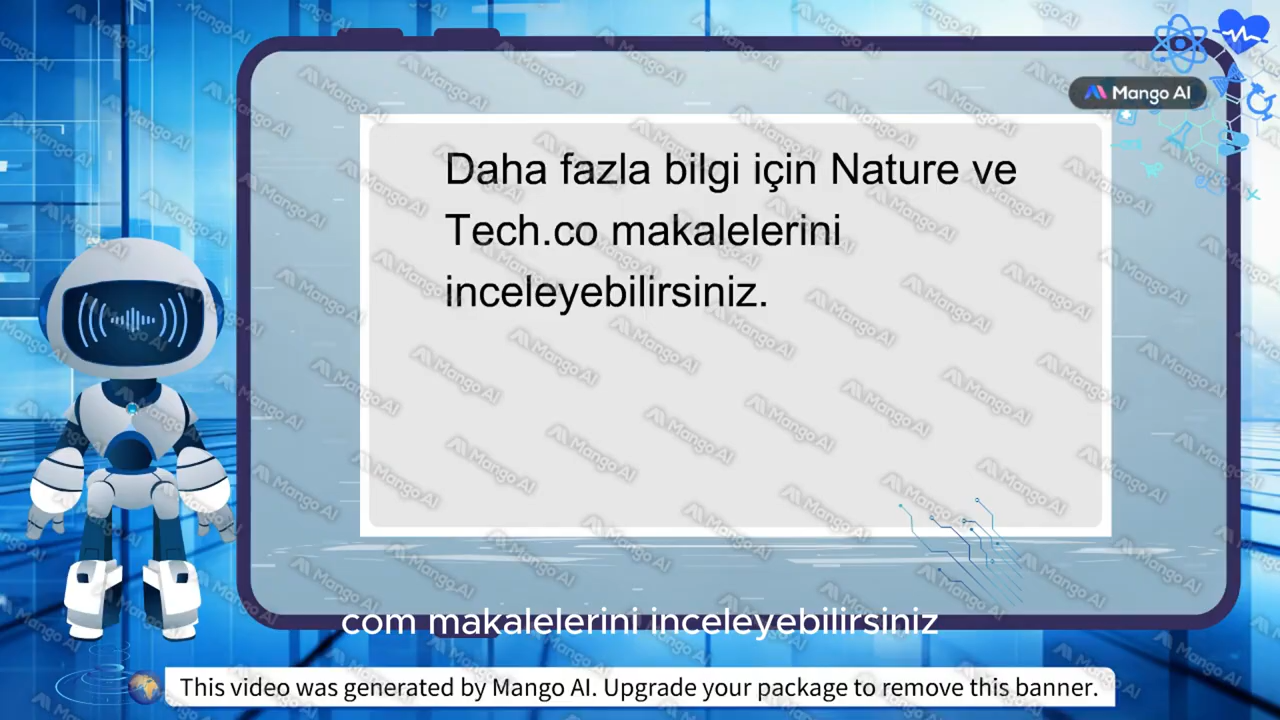 Mango AI
Daha fazla bilgi için Nature ve
Tech.co makalelerini
inceleyebilirsiniz.
com makalelerini inceleyebilirsiniz
This video was generated by Mango AI. Upgrade your package to remove this banner.